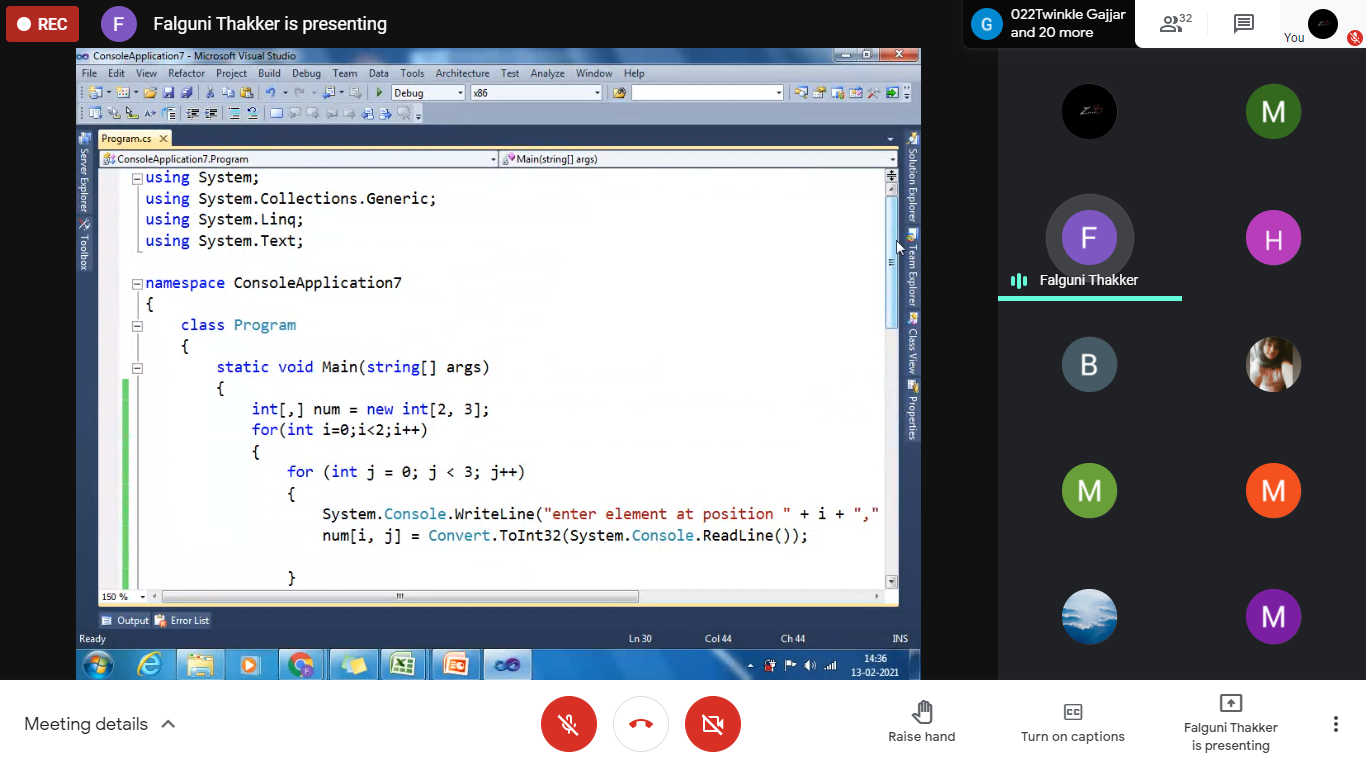 REC
F
Falguni Thakker is presenting
G
022Twinkle Gajjar
and 20 more
32
You
ConsoleApplication7 - Microsoft Visual Studio
File Edit View Refactor Project Build Debug Team Data Tools Architecture Test Analyze Window Help
Debug
x86
Program.cs
ConsoleApplication7.Program
Main(string[] args)
Server Explorer
Toolbox
using System;
using System.Collections.Generic;
using System.Linq;
using System.Text;
namespace ConsoleApplication7
{
class Program
{
static void Main(string[] args)
{
int[,] num = new int[2, 3];
for(int i=0;i<2;i++)
{
for (int j = 0; j < 3; j++)
{
System.Console.WriteLine("enter element at position " + i + ","
num[i, j] = Convert.ToInt32(System.Console.ReadLine());
}
150 %
Solution Explorer
Team Explorer
Class View
Properties
Output
Error List
Ready
Ln 30
Col 44
Ch 44
INS
14:36
13-02-2021
M
F
Falguni Thakker
H
B
M
M
M
Meeting details
Raise hand
Turn on captions
Falguni Thakker
is presenting